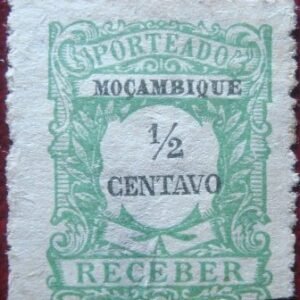 PORTEADO
MOÇAMBIQUE
1/2
CENTAVO
A
RECEBER